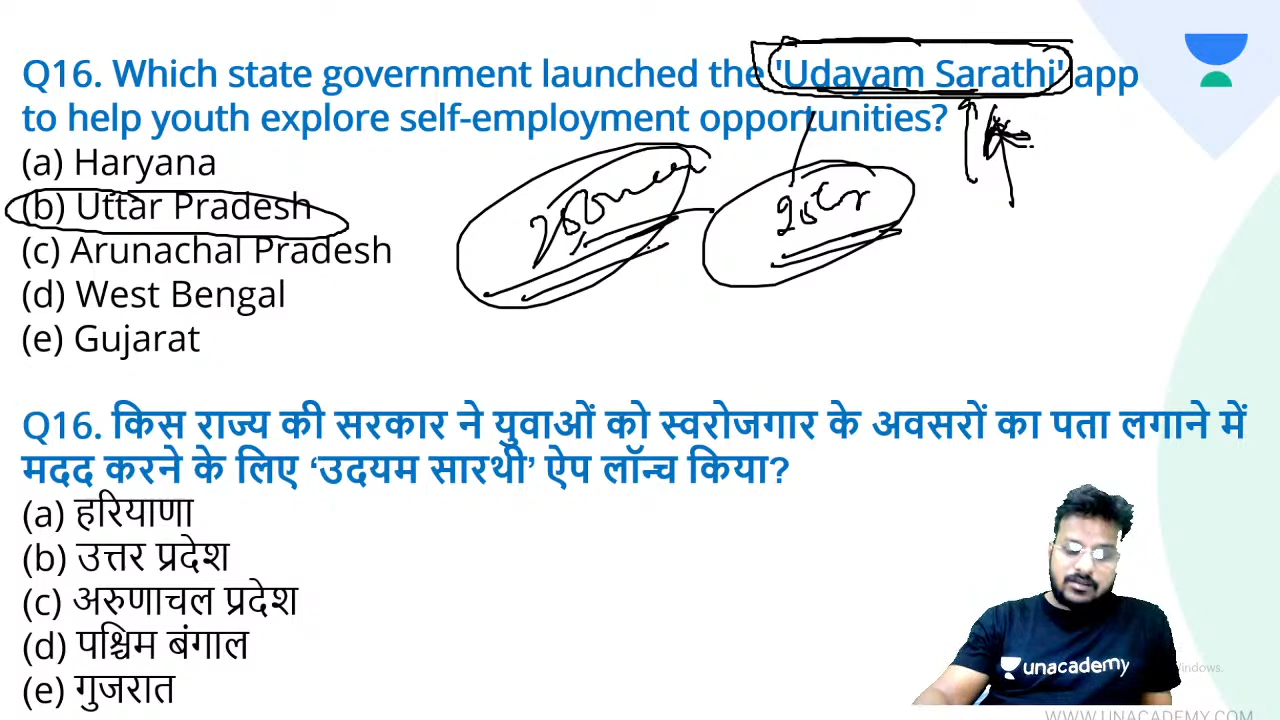 Q16. Which state government launched the 'Udayam Sarathi' app
to help youth explore self-employment opportunities?
(a) Haryana
(b) Uttar Pradesh
(c) Arunachal Pradesh
(d) West Bengal
(e) Gujarat
Q16. किस राज्य की सरकार ने युवाओं को स्वरोजगार के अवसरों का पता लगाने में
मदद करने के लिए ‘उदयम सारथी’ ऐप लॉन्च किया?
(a) हरियाणा
(b) उत्तर प्रदेश
(c) अरुणाचल प्रदेश
(d) पश्चिम बंगाल
(e) गुजरात
unacademy
Windows.
WWW.UNACADEMY.COM